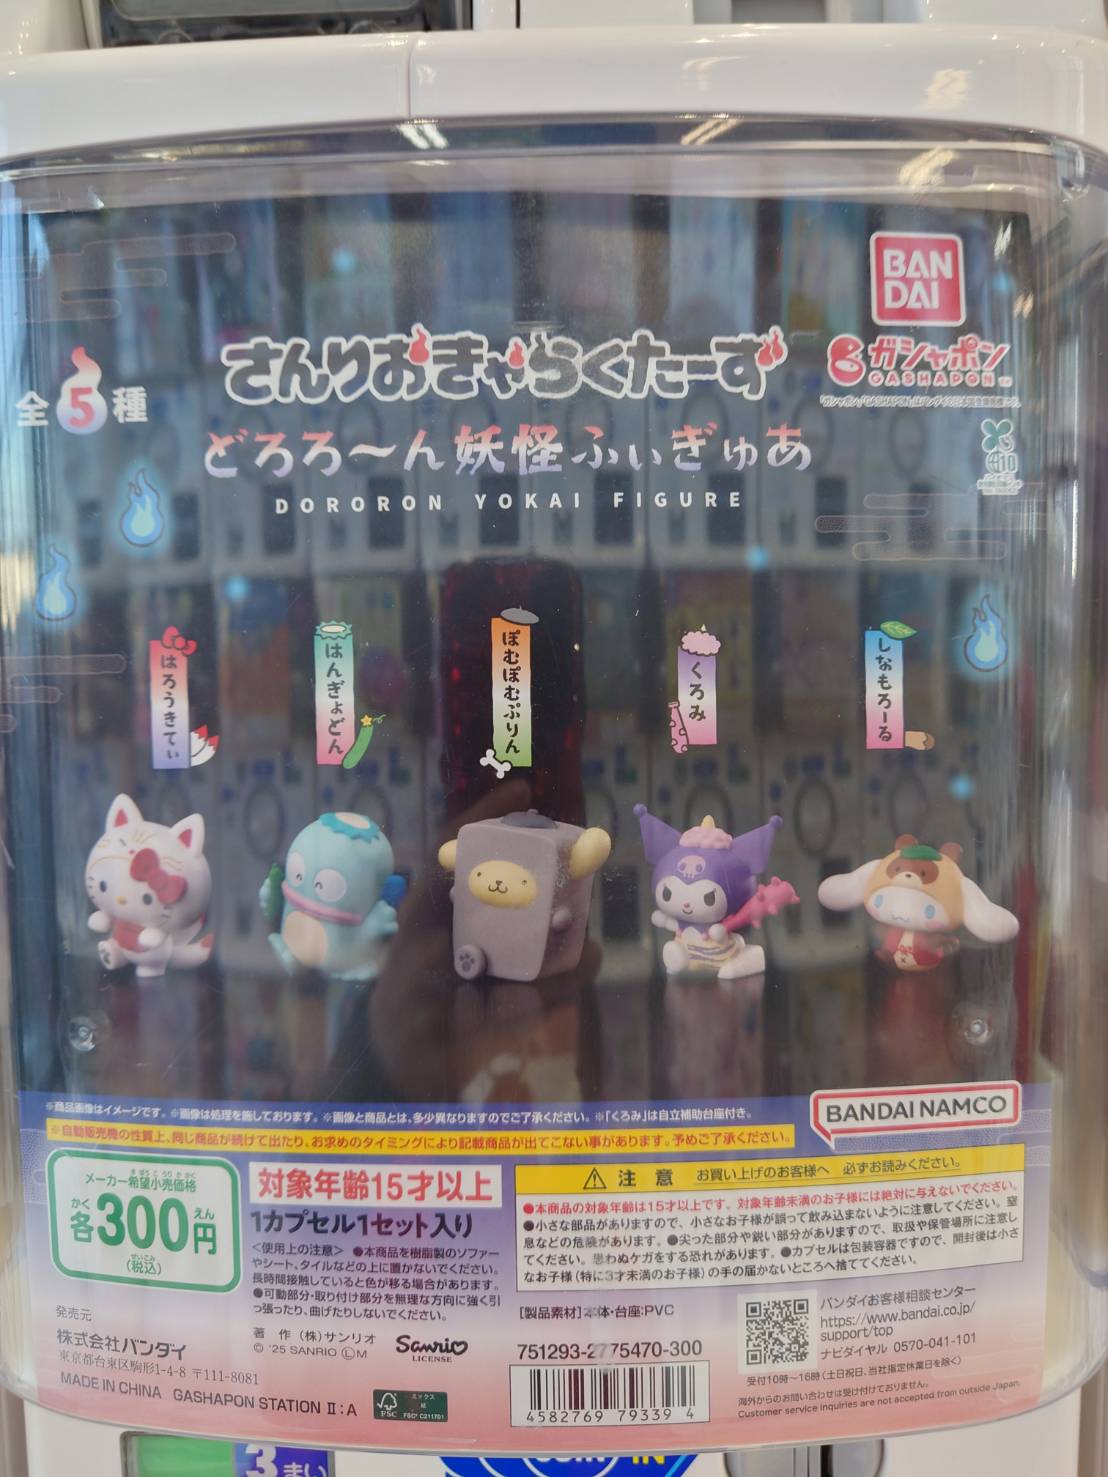 BAN
DAI
さんりおきゃらくたーず
ガシャポン
GASHAPON
全5種
どろろ〜ん妖怪ふぃぎゅあ
DORORON YOKAI FIGURE
はろうきてぃ
はんぎょどん
ぽむぽむぷりん
くろみ
しなもろーる
※商品画像はイメージです。※画像は処理を施しております。※画像と商品とは、多少異なりますのでご了承ください。※「くろみ」は自立補助台座付き。
※自動販売機の性質上、同じ商品が続けて出たり、お求めのタイミングにより記載商品が出てこない事があります。予めご了承ください。
BANDAI NAMCO
メーカー希望小売価格
各300円
かく
えん
ぜいこみ
(税込)
対象年齢15才以上
1カプセル1セット入り
<使用上の注意> ●本商品を樹脂製のソファー
やシート、タイルなどの上に置かないでください。
長時間接触していると色が移る場合があります。
●可動部分・取り付け部分を無理な方向に強く引
っ張ったり、曲げたりしないでください。
注意 お買い上げのお客様へ 必ずお読みください。
●本商品の対象年齢は15才以上です。対象年齢未満のお子様には絶対に与えないでください。
●小さな部品がありますので、小さなお子様が誤って飲み込まないように注意してください。窒
息などの危険があります。●尖った部分や鋭い部分がありますので、取扱や保管場所に注意し
てください。思わぬケガをする恐れがあります。●カプセルは包装容器ですので、開封後は小さ
なお子様(特に3才未満のお子様)の手の届かないところへ捨ててください。
[製品素材]本体・台座:PVC
751293-2775470-300
4582769 79339 4
バンダイお客様相談センター
https://www.bandai.co.jp/
support/top
ナビダイヤル 0570-041-101
受付10時〜16時(土日祝日、当社指定休業日を除く)
海外からのお問い合わせは受け付けておりません。
Customer service inquiries are not accepted from outside Japan.
発売元
株式会社バンダイ
東京都台東区駒形1-4-8 〒111-8081
MADE IN CHINA GASHAPON STATION II:A
著作(株)サンリオ
© '25 SANRIO ⓁM
Sanrio
LICENSE
FSC
ミックス
紙
FSC® C211701
3まい
COIN IN